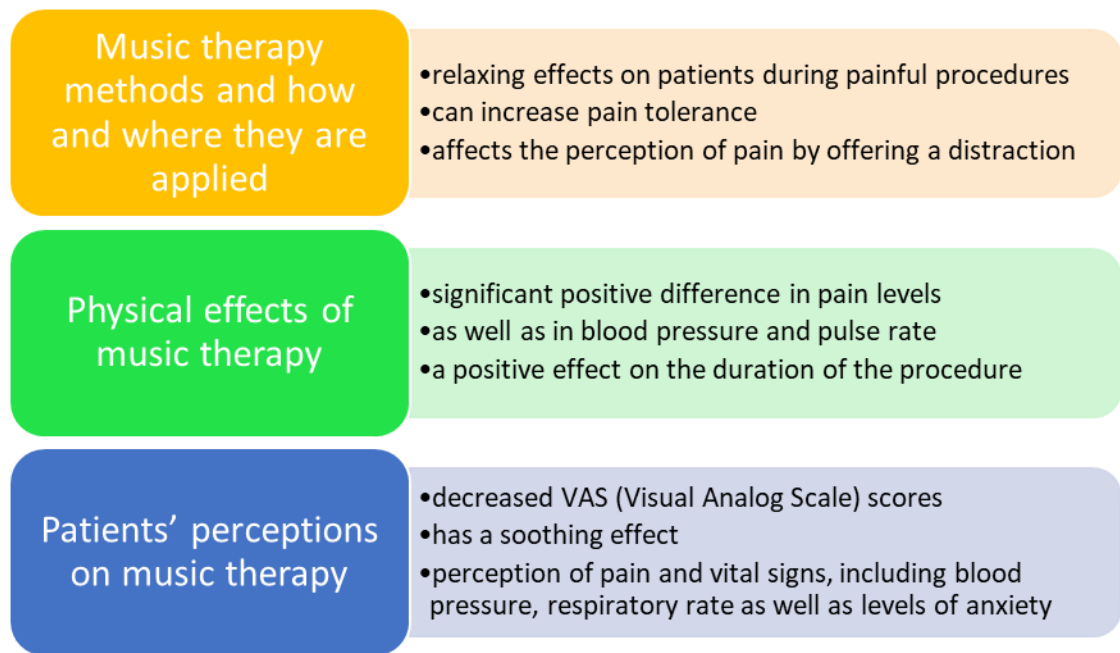 Music therapy
methods and how
and where they are
applied
•relaxing effects on patients during painful procedures
•can increase pain tolerance
•affects the perception of pain by offering a distraction
Physical effects of
music therapy
•significant positive difference in pain levels
•as well as in blood pressure and pulse rate
•a positive effect on the duration of the procedure
Patients’ perceptions
on music therapy
•decreased VAS (Visual Analog Scale) scores
•has a soothing effect
•perception of pain and vital signs, including blood
pressure, respiratory rate as well as levels of anxiety